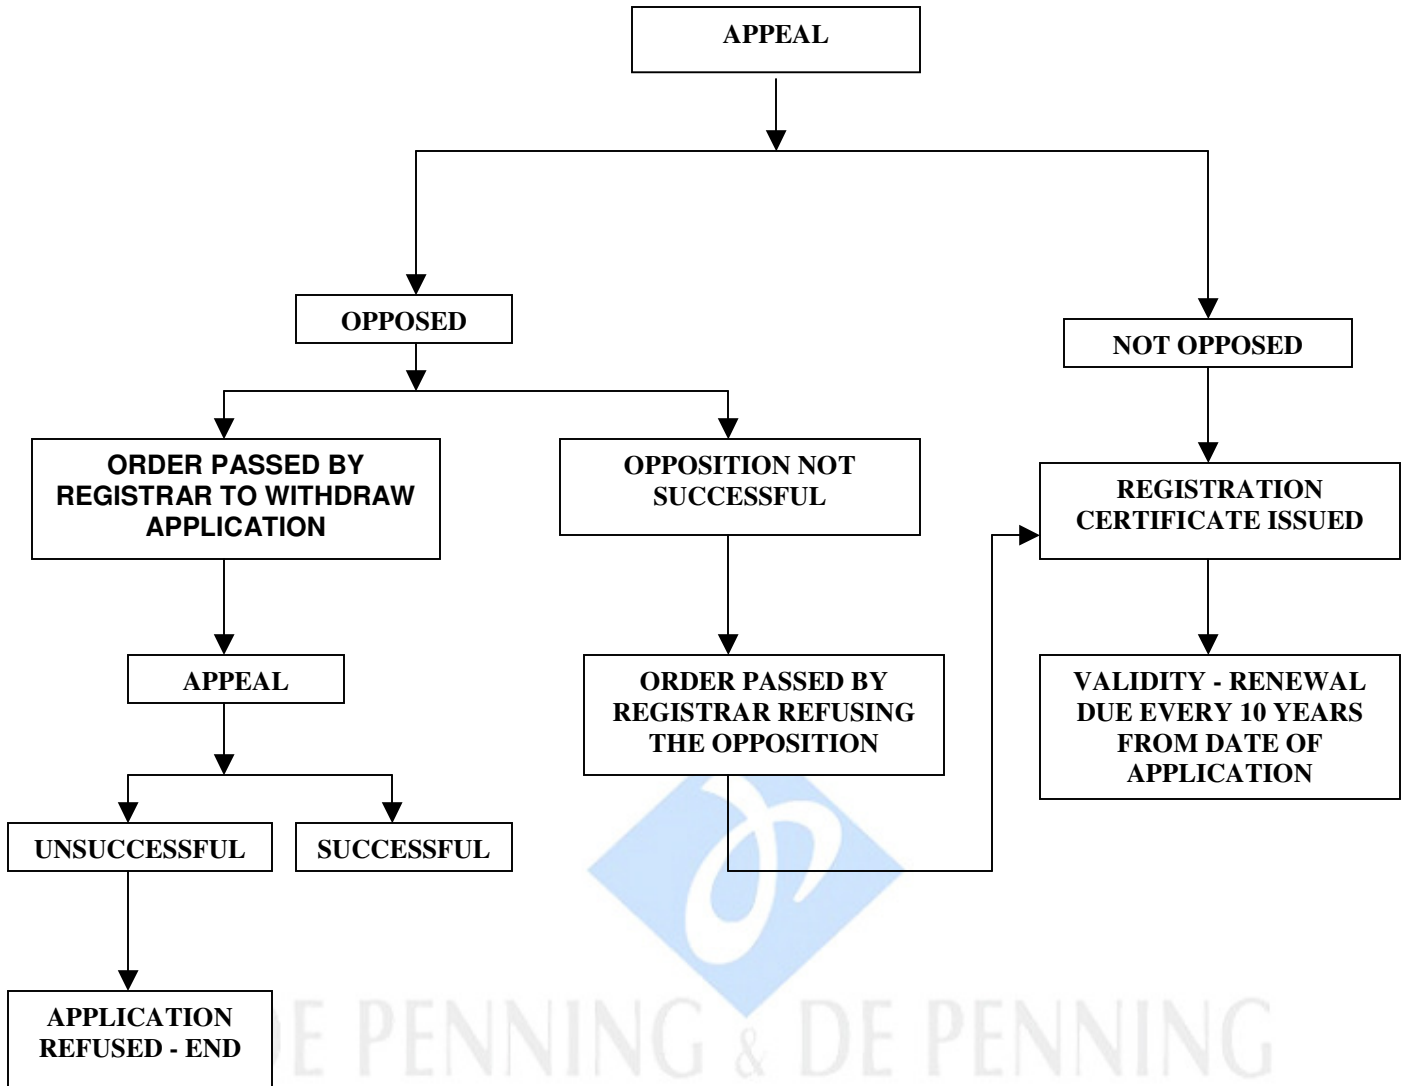 APPEAL
OPPOSED
NOT OPPOSED
ORDER PASSED BY
REGISTRAR TO WITHDRAW
APPLICATION
OPPOSITION NOT
SUCCESSFUL
REGISTRATION
CERTIFICATE ISSUED
APPEAL
ORDER PASSED BY
REGISTRAR REFUSING
THE OPPOSITION
VALIDITY - RENEWAL
DUE EVERY 10 YEARS
FROM DATE OF
APPLICATION
UNSUCCESSFUL
SUCCESSFUL
APPLICATION
REFUSED - END
DE PENNING & DE PENNING